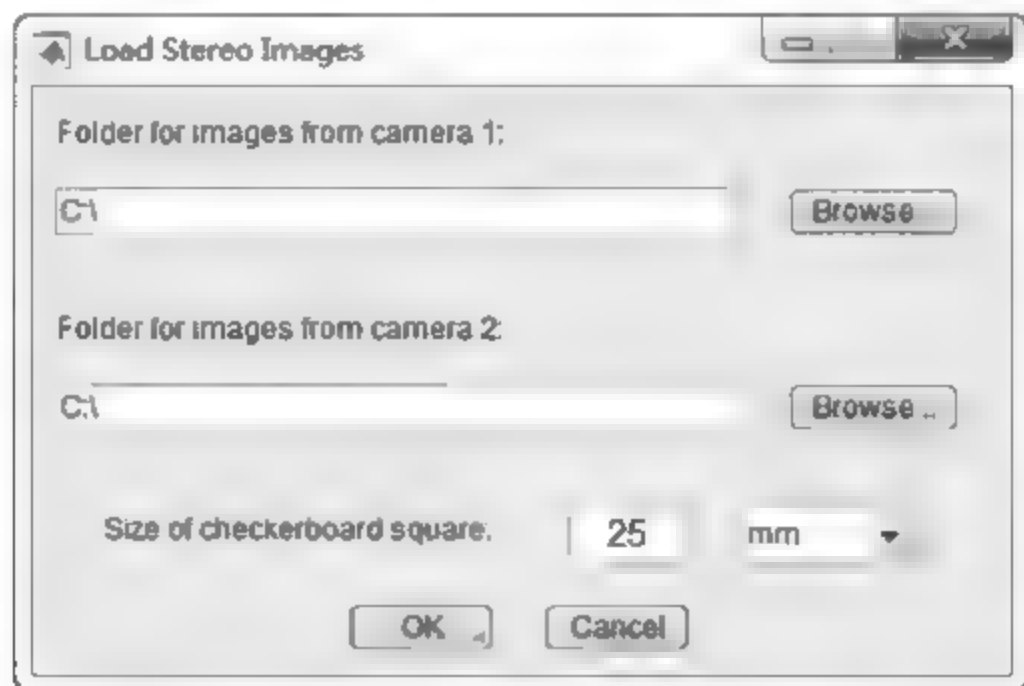 Load Stereo Images
Folder for images from camera 1:
C:\
Browse
Folder for images from camera 2:
C:\
Browse ..
Size of checkerboard square:
25
mm
OK
Cancel